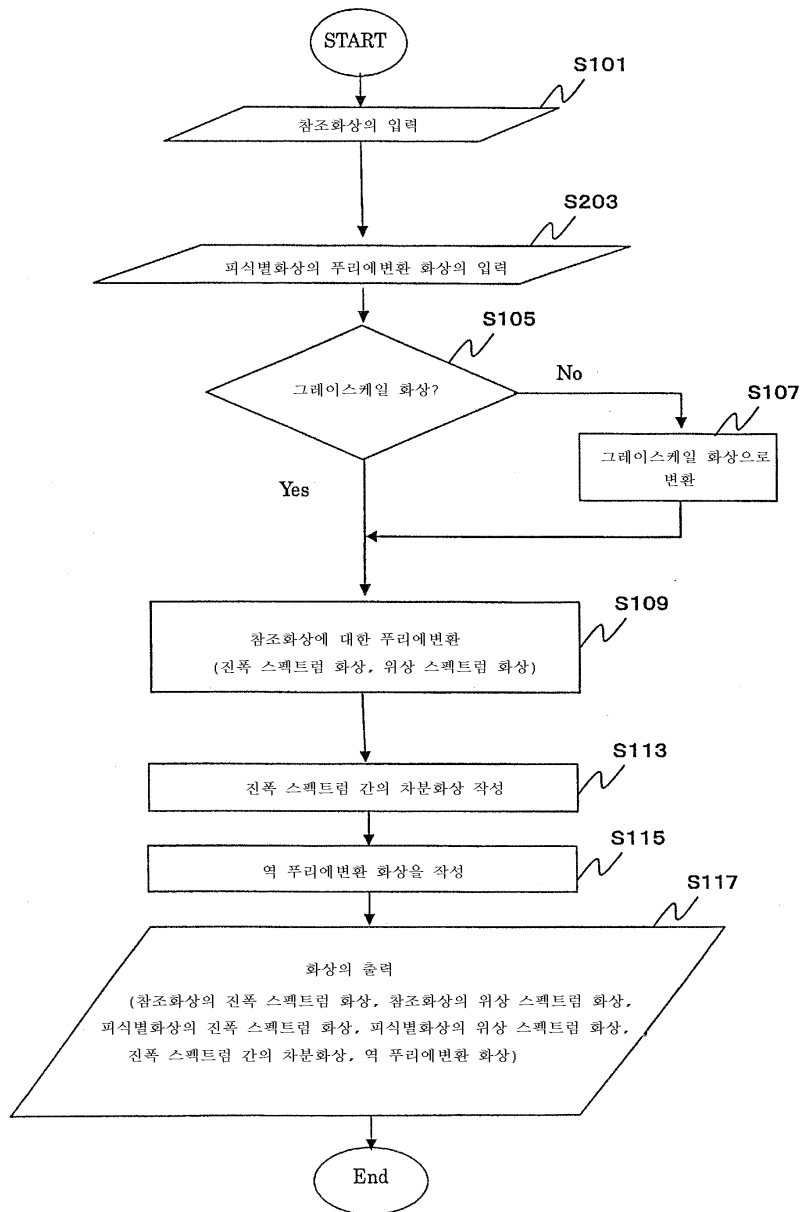 START
S101
참조화상의 입력
S203
피식별화상의 푸리에변환 화상의 입력
S105
그레이스케일 화상?
No
S107
그레이스케일 화상으로
변환
Yes
S109
참조화상에 대한 푸리에변환
(진폭 스펙트럼 화상, 위상 스펙트럼 화상)
S113
진폭 스펙트럼 간의 차분화상 작성
S115
역 푸리에변환 화상을 작성
S117
화상의 출력
(참조화상의 진폭 스펙트럼 화상, 참조화상의 위상 스펙트럼 화상,
피식별화상의 진폭 스펙트럼 화상, 피식별화상의 위상 스펙트럼 화상,
진폭 스펙트럼 간의 차분화상, 역 푸리에변환 화상)
End